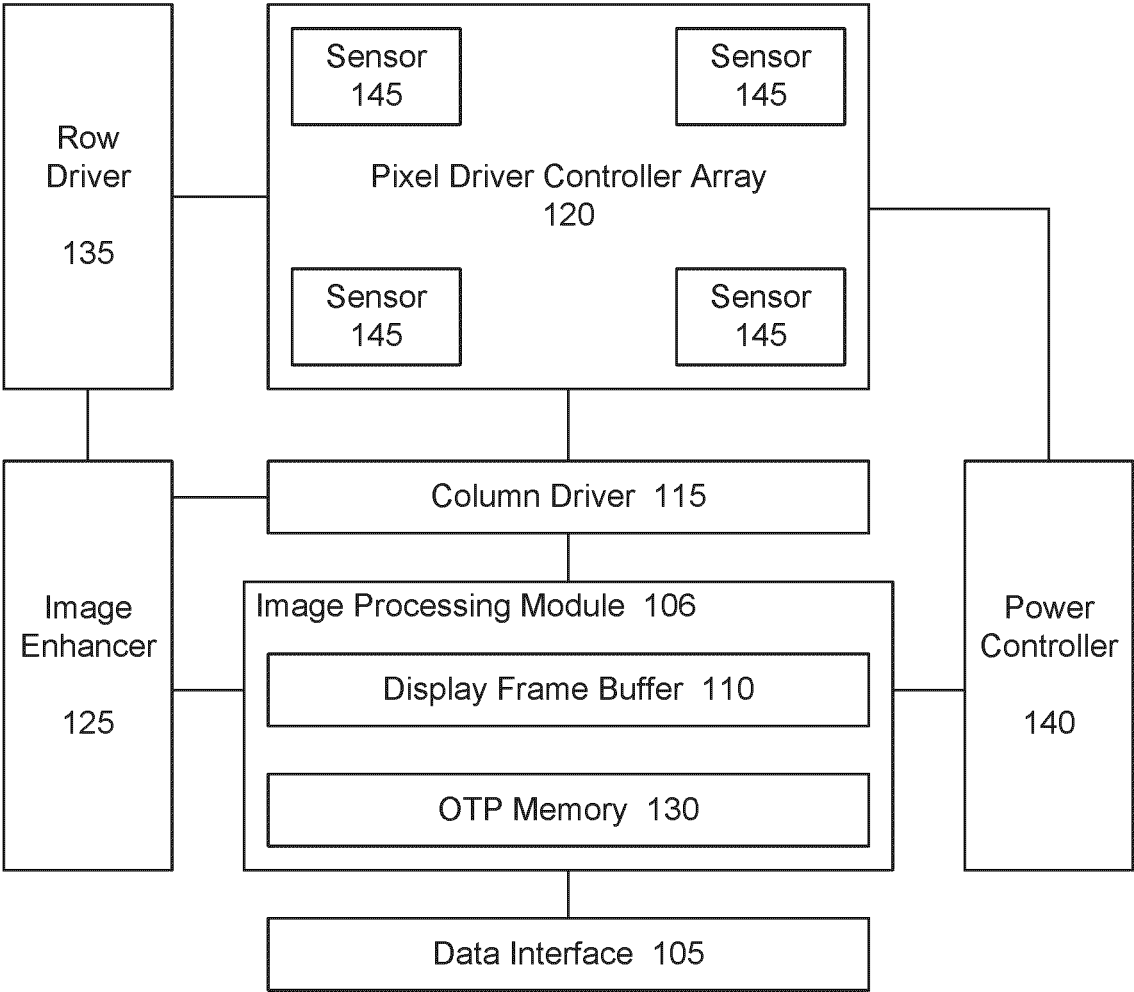 Sensor
145
Sensor
145
Row
Driver
135
Pixel Driver Controller Array
120
Sensor
145
Sensor
145
Column Driver 115
Image
Enhancer
125
Image Processing Module 106
Display Frame Buffer 110
OTP Memory 130
Power
Controller
140
Data Interface 105